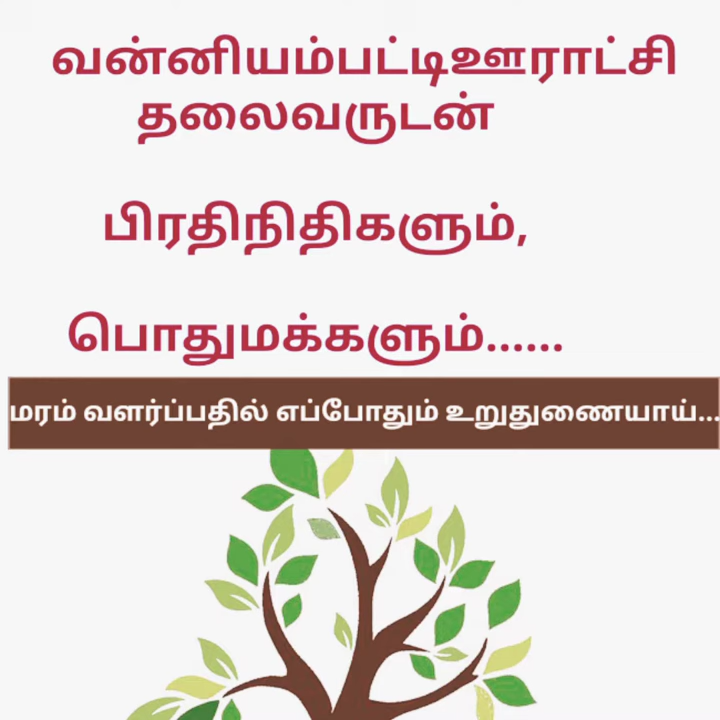 வன்னியம்பட்டிஊராட்சி
தலைவருடன்
பிரதிநிதிகளும்,
பொதுமக்களும்......
மரம் வளர்ப்பதில் எப்போதும் உறுதுணையாய்...